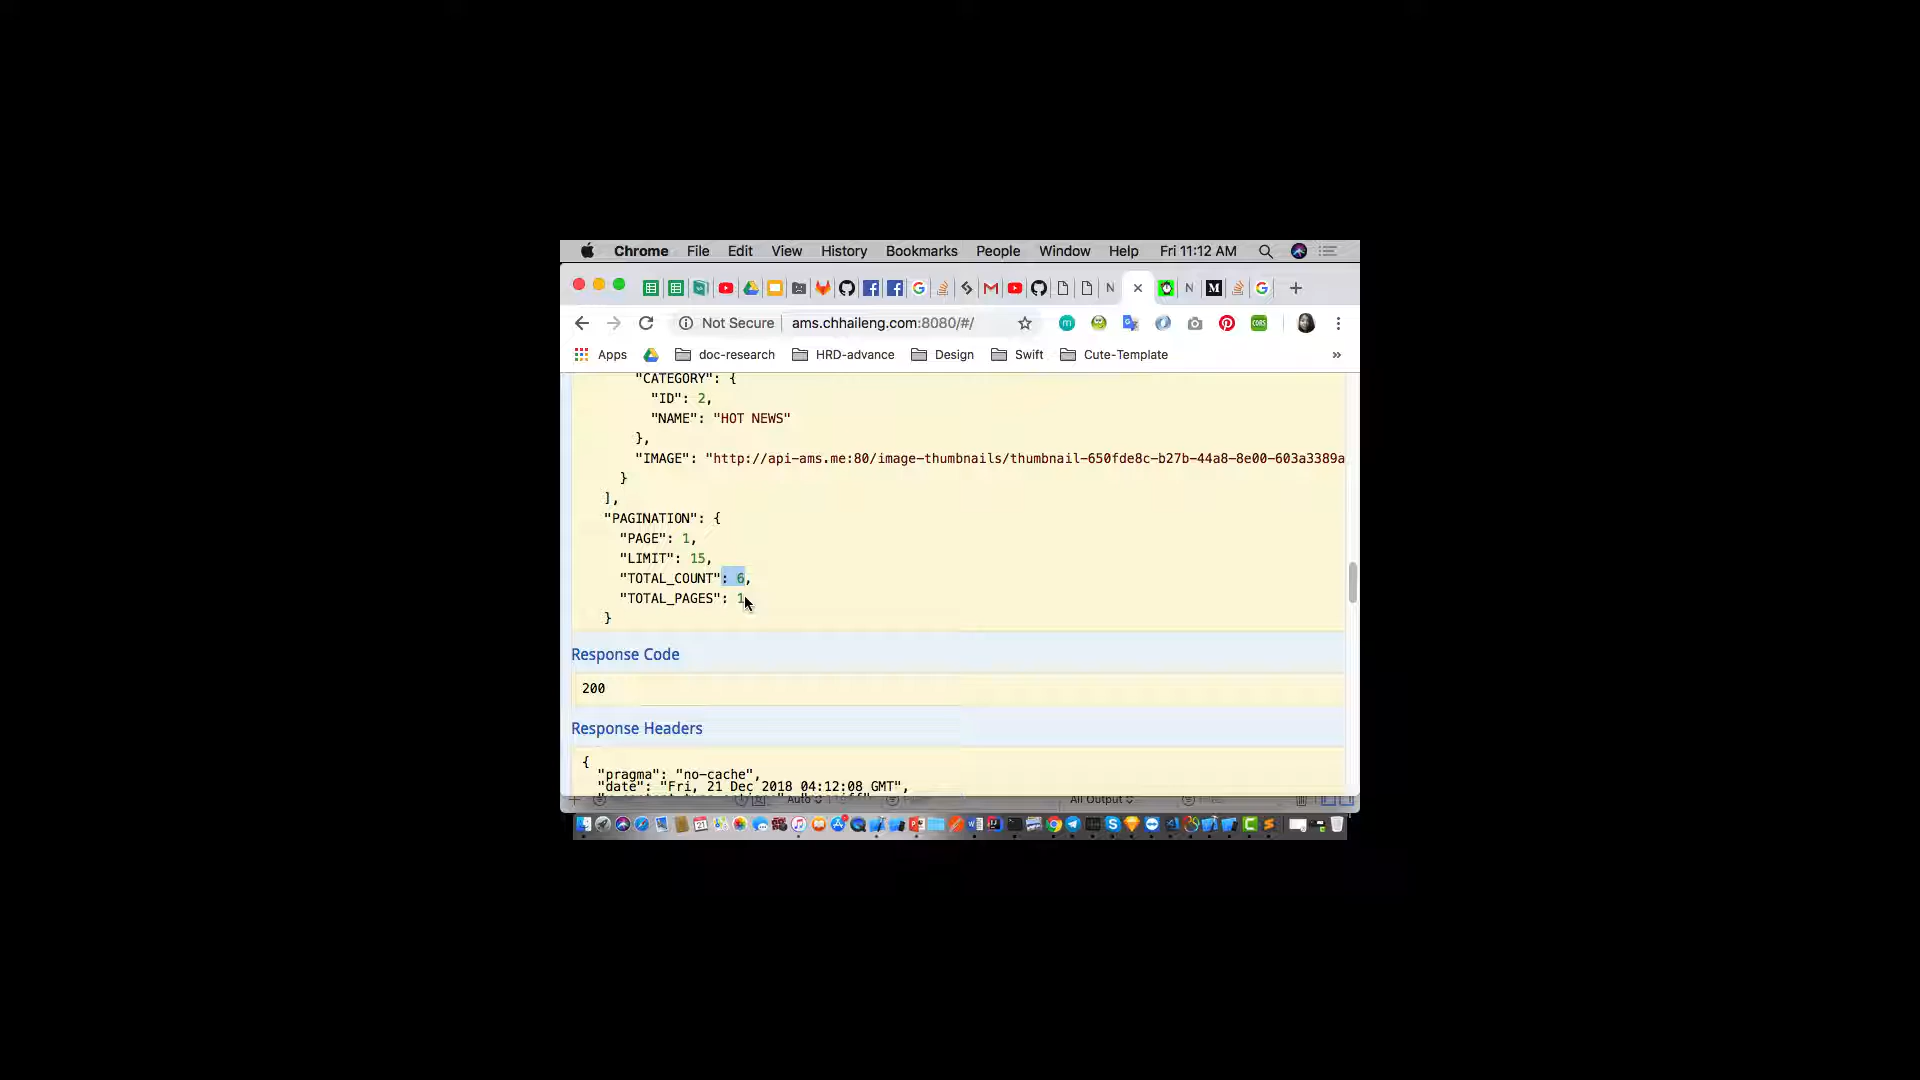 Chrome File Edit View History Bookmarks People Window Help Fri 11:12 AM
Not Secure ams.chhaileng.com:8080/#/
Apps doc-research HRD-advance Design Swift Cute-Template »
"CATEGORY": {
"ID": 2,
"NAME": "HOT NEWS"
},
"IMAGE": "http://api-ams.me:80/image-thumbnails/thumbnail-650fde8c-b27b-44a8-8e00-603a3389a
}
],
"PAGINATION": {
"PAGE": 1,
"LIMIT": 15,
"TOTAL_COUNT": 6,
"TOTAL_PAGES": 1
}
Response Code
200
Response Headers
{
"pragma": "no-cache",
"date": "Fri, 21 Dec 2018 04:12:08 GMT",
Auto All Output